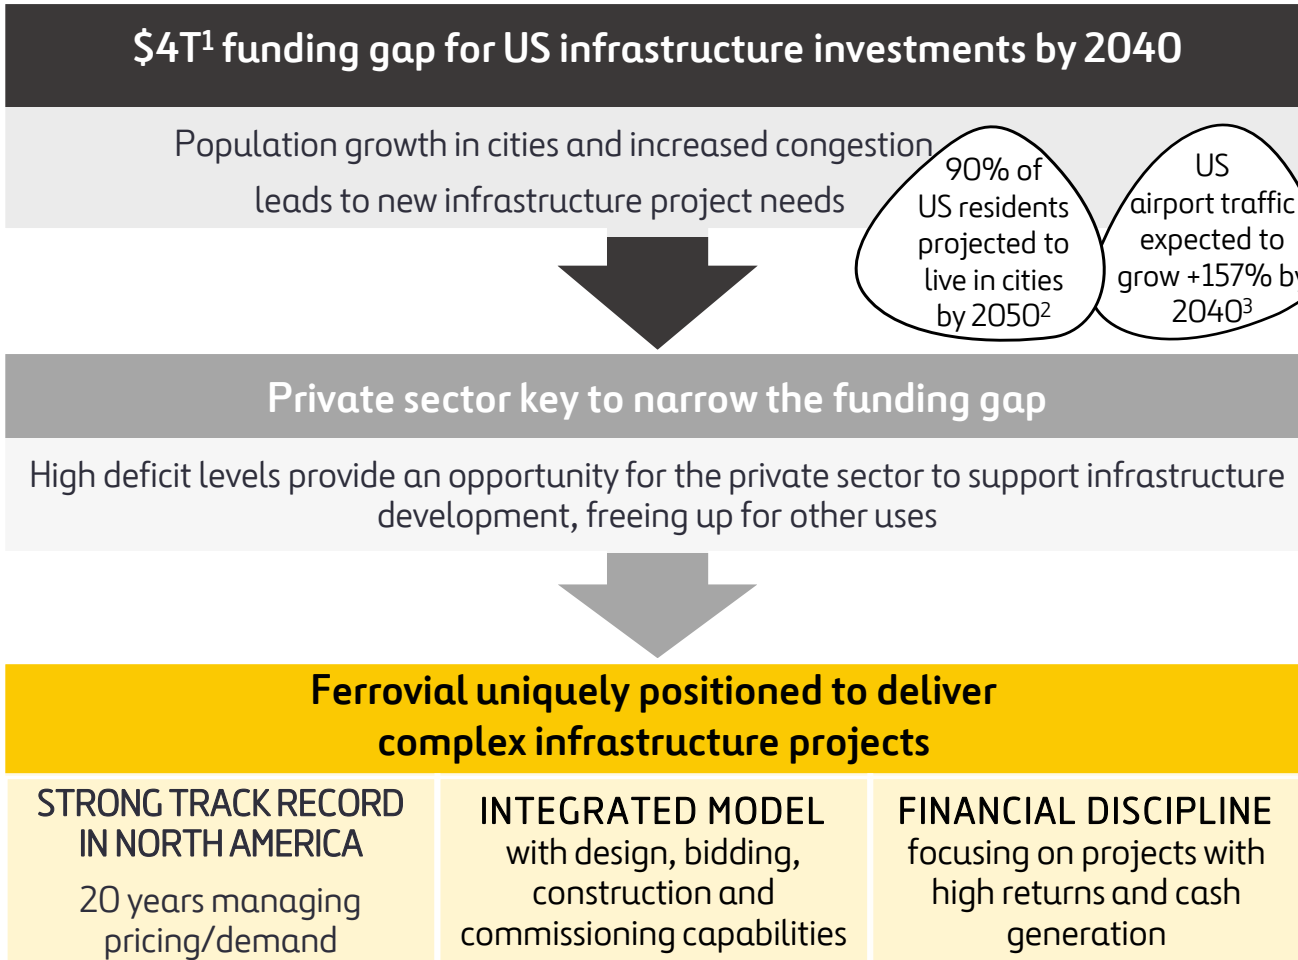 $4T¹ funding gap for US infrastructure investments by 2040
Population growth in cities and increased congestion
leads to new infrastructure project needs
90% of
US residents
projected to
live in cities
by 2050²
US
airport traffic
expected to
grow +157% by
2040³
Private sector key to narrow the funding gap
High deficit levels provide an opportunity for the private sector to support infrastructure
development, freeing up for other uses
Ferrovial uniquely positioned to deliver
complex infrastructure projects
STRONG TRACK RECORD
IN NORTH AMERICA
20 years managing
pricing/demand
INTEGRATED MODEL
with design, bidding,
construction and
commissioning capabilities
FINANCIAL DISCIPLINE
focusing on projects with
high returns and cash
generation